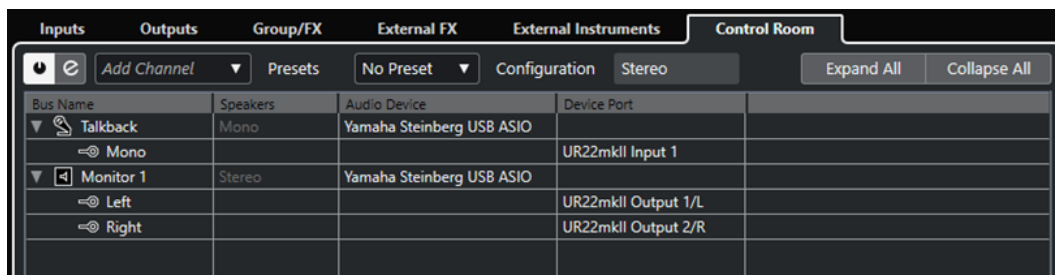 Inputs Outputs Group/FX External FX External Instruments Control Room
Add Channel Presets No Preset Configuration Stereo Expand All Collapse All
Bus Name Speakers Audio Device Device Port
Talkback Mono Yamaha Steinberg USB ASIO
Mono UR22mkII Input 1
Monitor 1 Stereo Yamaha Steinberg USB ASIO
Left UR22mkII Output 1/L
Right UR22mkII Output 2/R